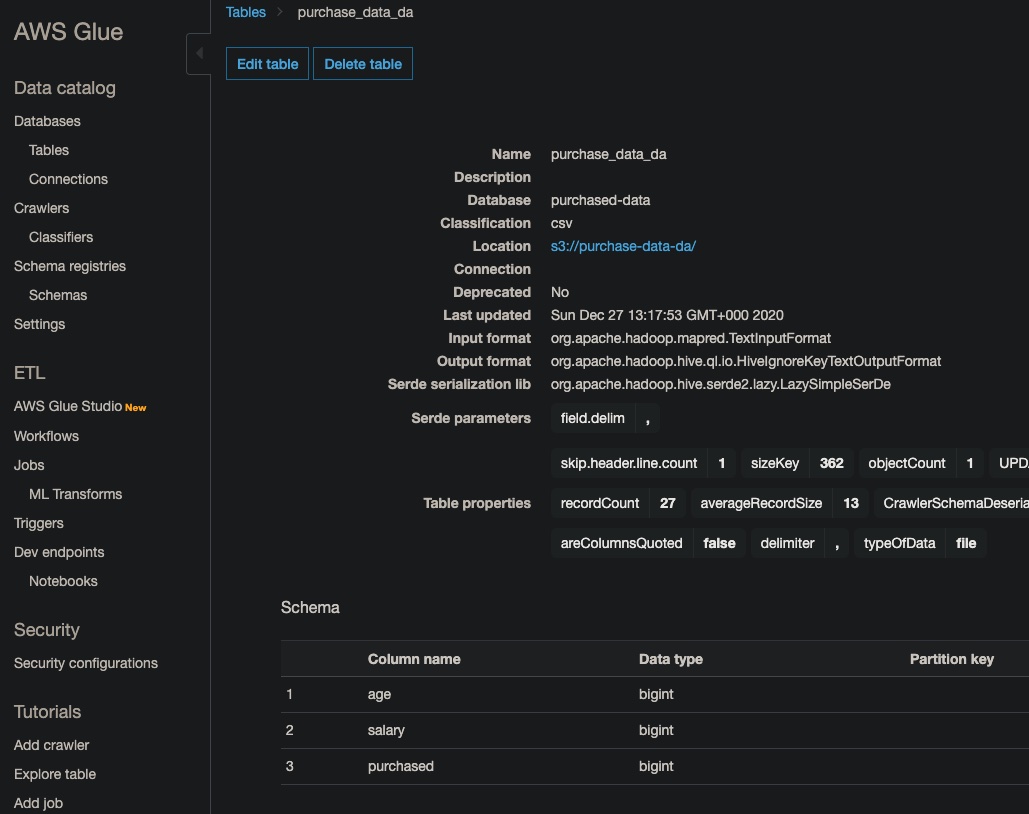 AWS Glue
Data catalog
Databases
Tables
Connections
Crawlers
Classifiers
Schema registries
Schemas
Settings
ETL
AWS Glue Studio New
Workflows
Jobs
ML Transforms
Triggers
Dev endpoints
Notebooks
Security
Security configurations
Tutorials
Add crawler
Explore table
Add job
Tables > purchase_data_da
Edit table Delete table
Name purchase_data_da
Description
Database purchased-data
Classification csv
Location s3://purchase-data-da/
Connection
Deprecated No
Last updated Sun Dec 27 13:17:53 GMT+000 2020
Input format org.apache.hadoop.mapred.TextInputFormat
Output format org.apache.hadoop.hive.ql.io.HiveIgnoreKeyTextOutputFormat
Serde serialization lib org.apache.hadoop.hive.serde2.lazy.LazySimpleSerDe
Serde parameters field.delim ,
skip.header.line.count 1 sizeKey 362 objectCount 1 UPD
Table properties recordCount 27 averageRecordSize 13 CrawlerSchemaDeseria
areColumnsQuoted false delimiter , typeOfData file
Schema
Column name Data type Partition key
1 age bigint
2 salary bigint
3 purchased bigint